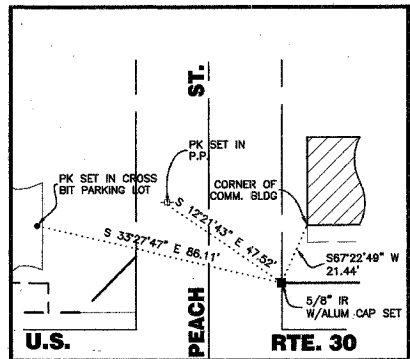 PEACH ST.
PK SET IN
P.P.
PK SET IN CROSS
BIT PARKING LOT
CORNER OF
COMM. BLDG
S 12°21'43" E 47.52'
S 33°27'47" E 86.11'
S67°22'49" W
21.44'
5/8" IR
W/ALUM CAP SET
U.S.
RTE. 30